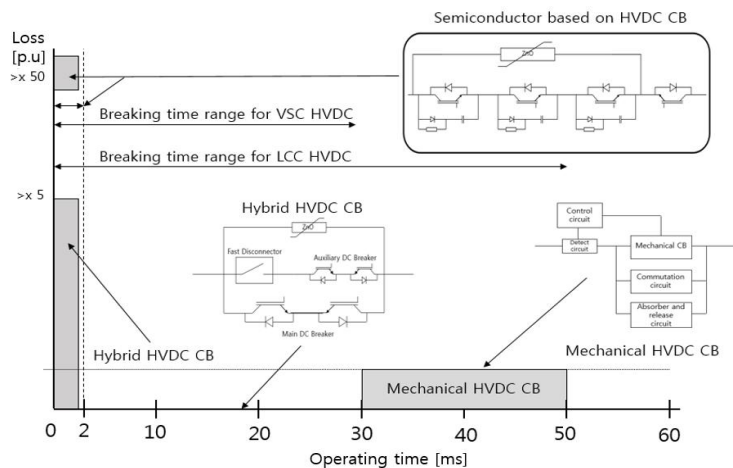 Semiconductor based on HVDC CB
Loss
[p.u]
>x 50
ZnO
Breaking time range for VSC HVDC
Breaking time range for LCC HVDC
>x 5
Hybrid HVDC CB
ZnO
Fast Disconnector
Auxiliary DC Breaker
Main DC Breaker
Control
circuit
Detect
circuit
Mechanical CB
Commutation
circuit
Absorber and
release
circuit
Hybrid HVDC CB
Mechanical HVDC CB
Mechanical HVDC CB
0 2 10 20 30 40 50 60
Operating time [ms]